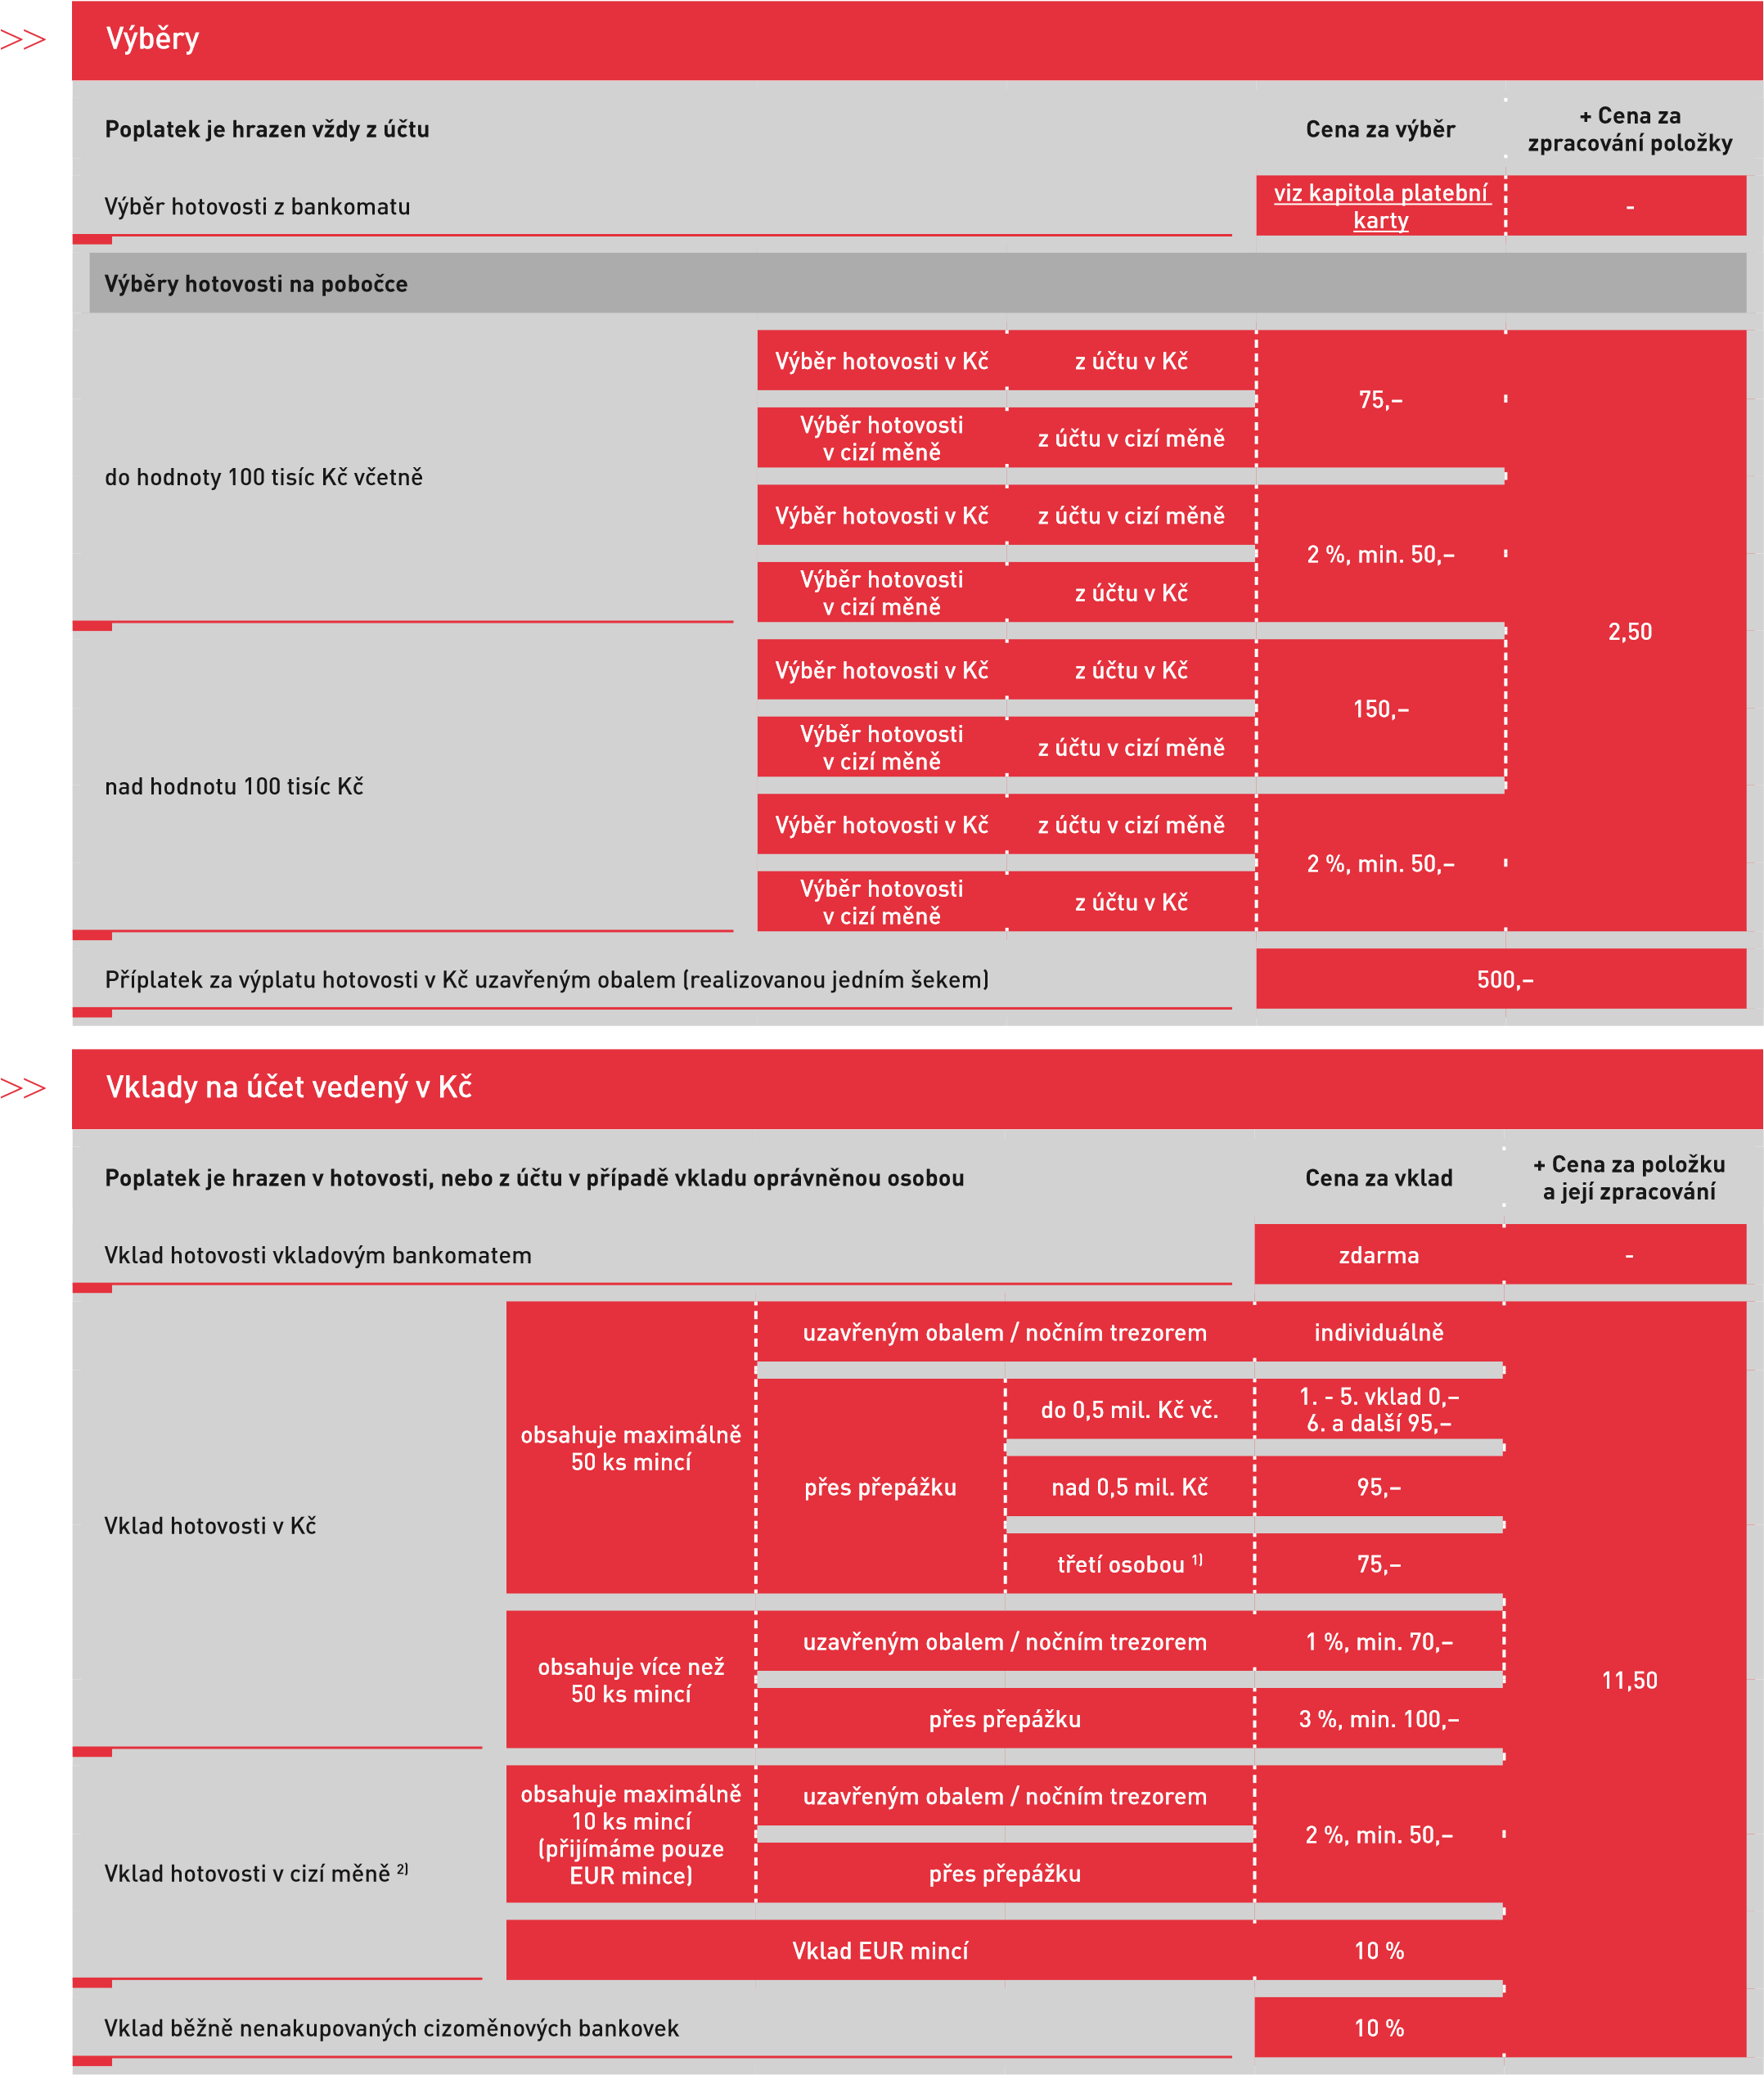 >> Výběry
Poplatek je hrazen vždy z účtu
Cena za výběr
+ Cena za
zpracování položky
Výběr hotovosti z bankomatu
viz kapitola platební
karty
-
Výběry hotovosti na pobočce
do hodnoty 100 tisíc Kč včetně
Výběr hotovosti v Kč
z účtu v Kč
75,–
Výběr hotovosti
v cizí měně
z účtu v cizí měně
Výběr hotovosti v Kč
z účtu v cizí měně
2 %, min. 50,–
Výběr hotovosti
v cizí měně
z účtu v Kč
2,50
nad hodnotu 100 tisíc Kč
Výběr hotovosti v Kč
z účtu v Kč
150,–
Výběr hotovosti
v cizí měně
z účtu v cizí měně
Výběr hotovosti v Kč
z účtu v cizí měně
2 %, min. 50,–
Výběr hotovosti
v cizí měně
z účtu v Kč
Příplatek za výplatu hotovosti v Kč uzavřeným obalem (realizovanou jedním šekem)
500,–
>> Vklady na účet vedený v Kč
Poplatek je hrazen v hotovosti, nebo z účtu v případě vkladu oprávněnou osobou
Cena za vklad
+ Cena za položku
a její zpracování
Vklad hotovosti vkladovým bankomatem
zdarma
-
Vklad hotovosti v Kč
obsahuje maximálně
50 ks mincí
uzavřeným obalem / nočním trezorem
individuálně
přes přepážku
do 0,5 mil. Kč vč.
1. - 5. vklad 0,–
6. a další 95,–
nad 0,5 mil. Kč
95,–
třetí osobou 1)
75,–
obsahuje více než
50 ks mincí
uzavřeným obalem / nočním trezorem
1 %, min. 70,–
11,50
přes přepážku
3 %, min. 100,–
Vklad hotovosti v cizí měně 2)
obsahuje maximálně
10 ks mincí
(přijímáme pouze
EUR mince)
uzavřeným obalem / nočním trezorem
2 %, min. 50,–
přes přepážku
Vklad EUR mincí
10 %
Vklad běžně nenakupovaných cizoměnových bankovek
10 %